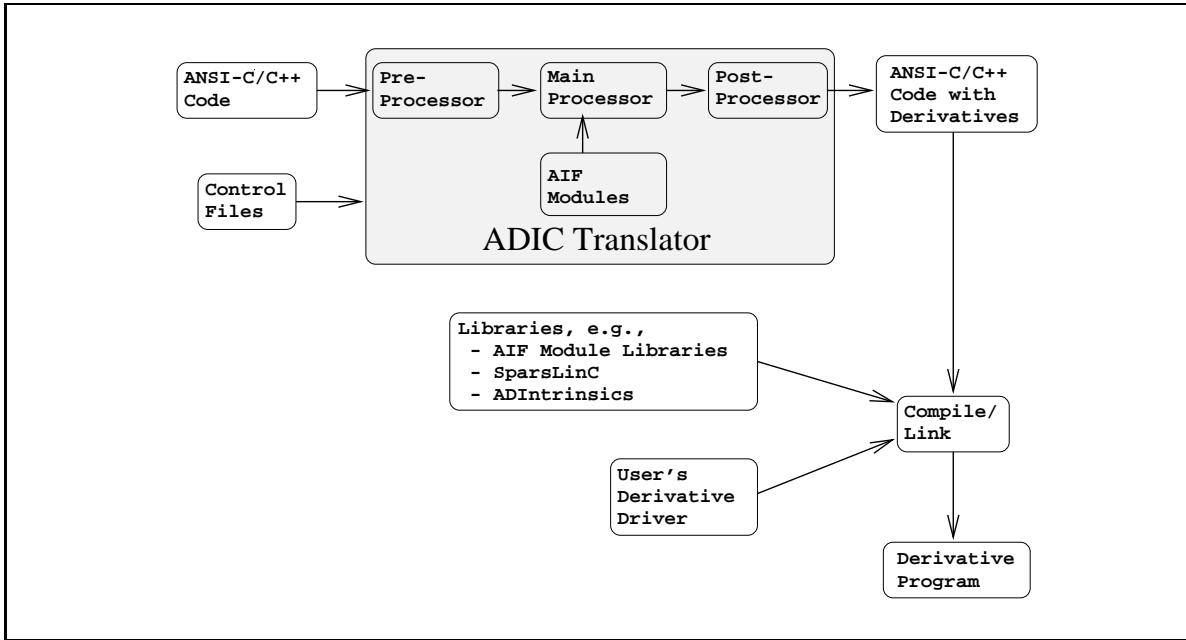 ANSI-C/C++
Code
Pre-
Processor
Main
Processor
Post-
Processor
ANSI-C/C++
Code with
Derivatives
Control
Files
AIF
Modules
ADIC Translator
Libraries, e.g.,
- AIF Module Libraries
- SparsLinC
- ADIntrinsics
Compile/
Link
User's
Derivative
Driver
Derivative
Program